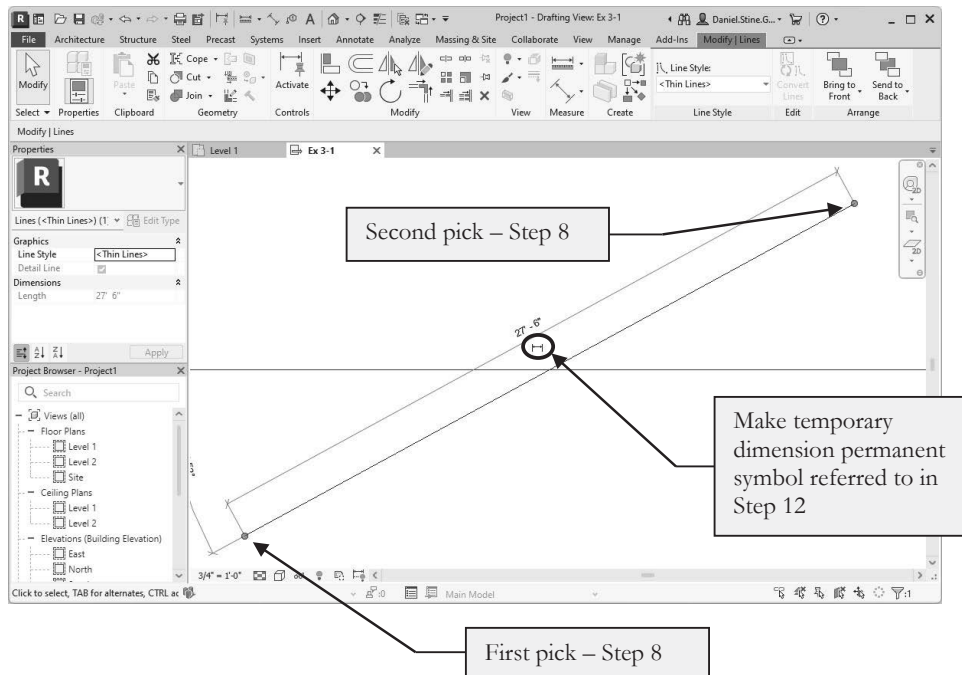 Project1 - Drafting View: Ex 3-1
Daniel.Stine.G...
File Architecture Structure Steel Precast Systems Insert Annotate Analyze Massing & Site Collaborate View Manage Add-Ins Modify | Lines
Modify
Paste
Cope
Cut
Join
Activate
Line Style:
<Thin Lines>
Convert Lines
Bring to Front
Send to Back
Select Properties Clipboard Geometry Controls Modify View Measure Create Line Style Edit Arrange
Modify | Lines
Properties
Level 1
Ex 3-1
R
Lines (<Thin Lines>) (1)
Edit Type
Graphics
Line Style <Thin Lines>
Detail Line
Dimensions
Length 27' 6"
Apply
Project Browser - Project1
Search
Views (all)
Floor Plans
Level 1
Level 2
Site
Ceiling Plans
Level 1
Level 2
Elevations (Building Elevation)
East
North
Second pick – Step 8
2D
2D
27' - 6"
Make temporary
dimension permanent
symbol referred to in
Step 12
3/4" = 1'-0"
Click to select, TAB for alternates, CTRL ac
:0
Main Model
:1
First pick – Step 8